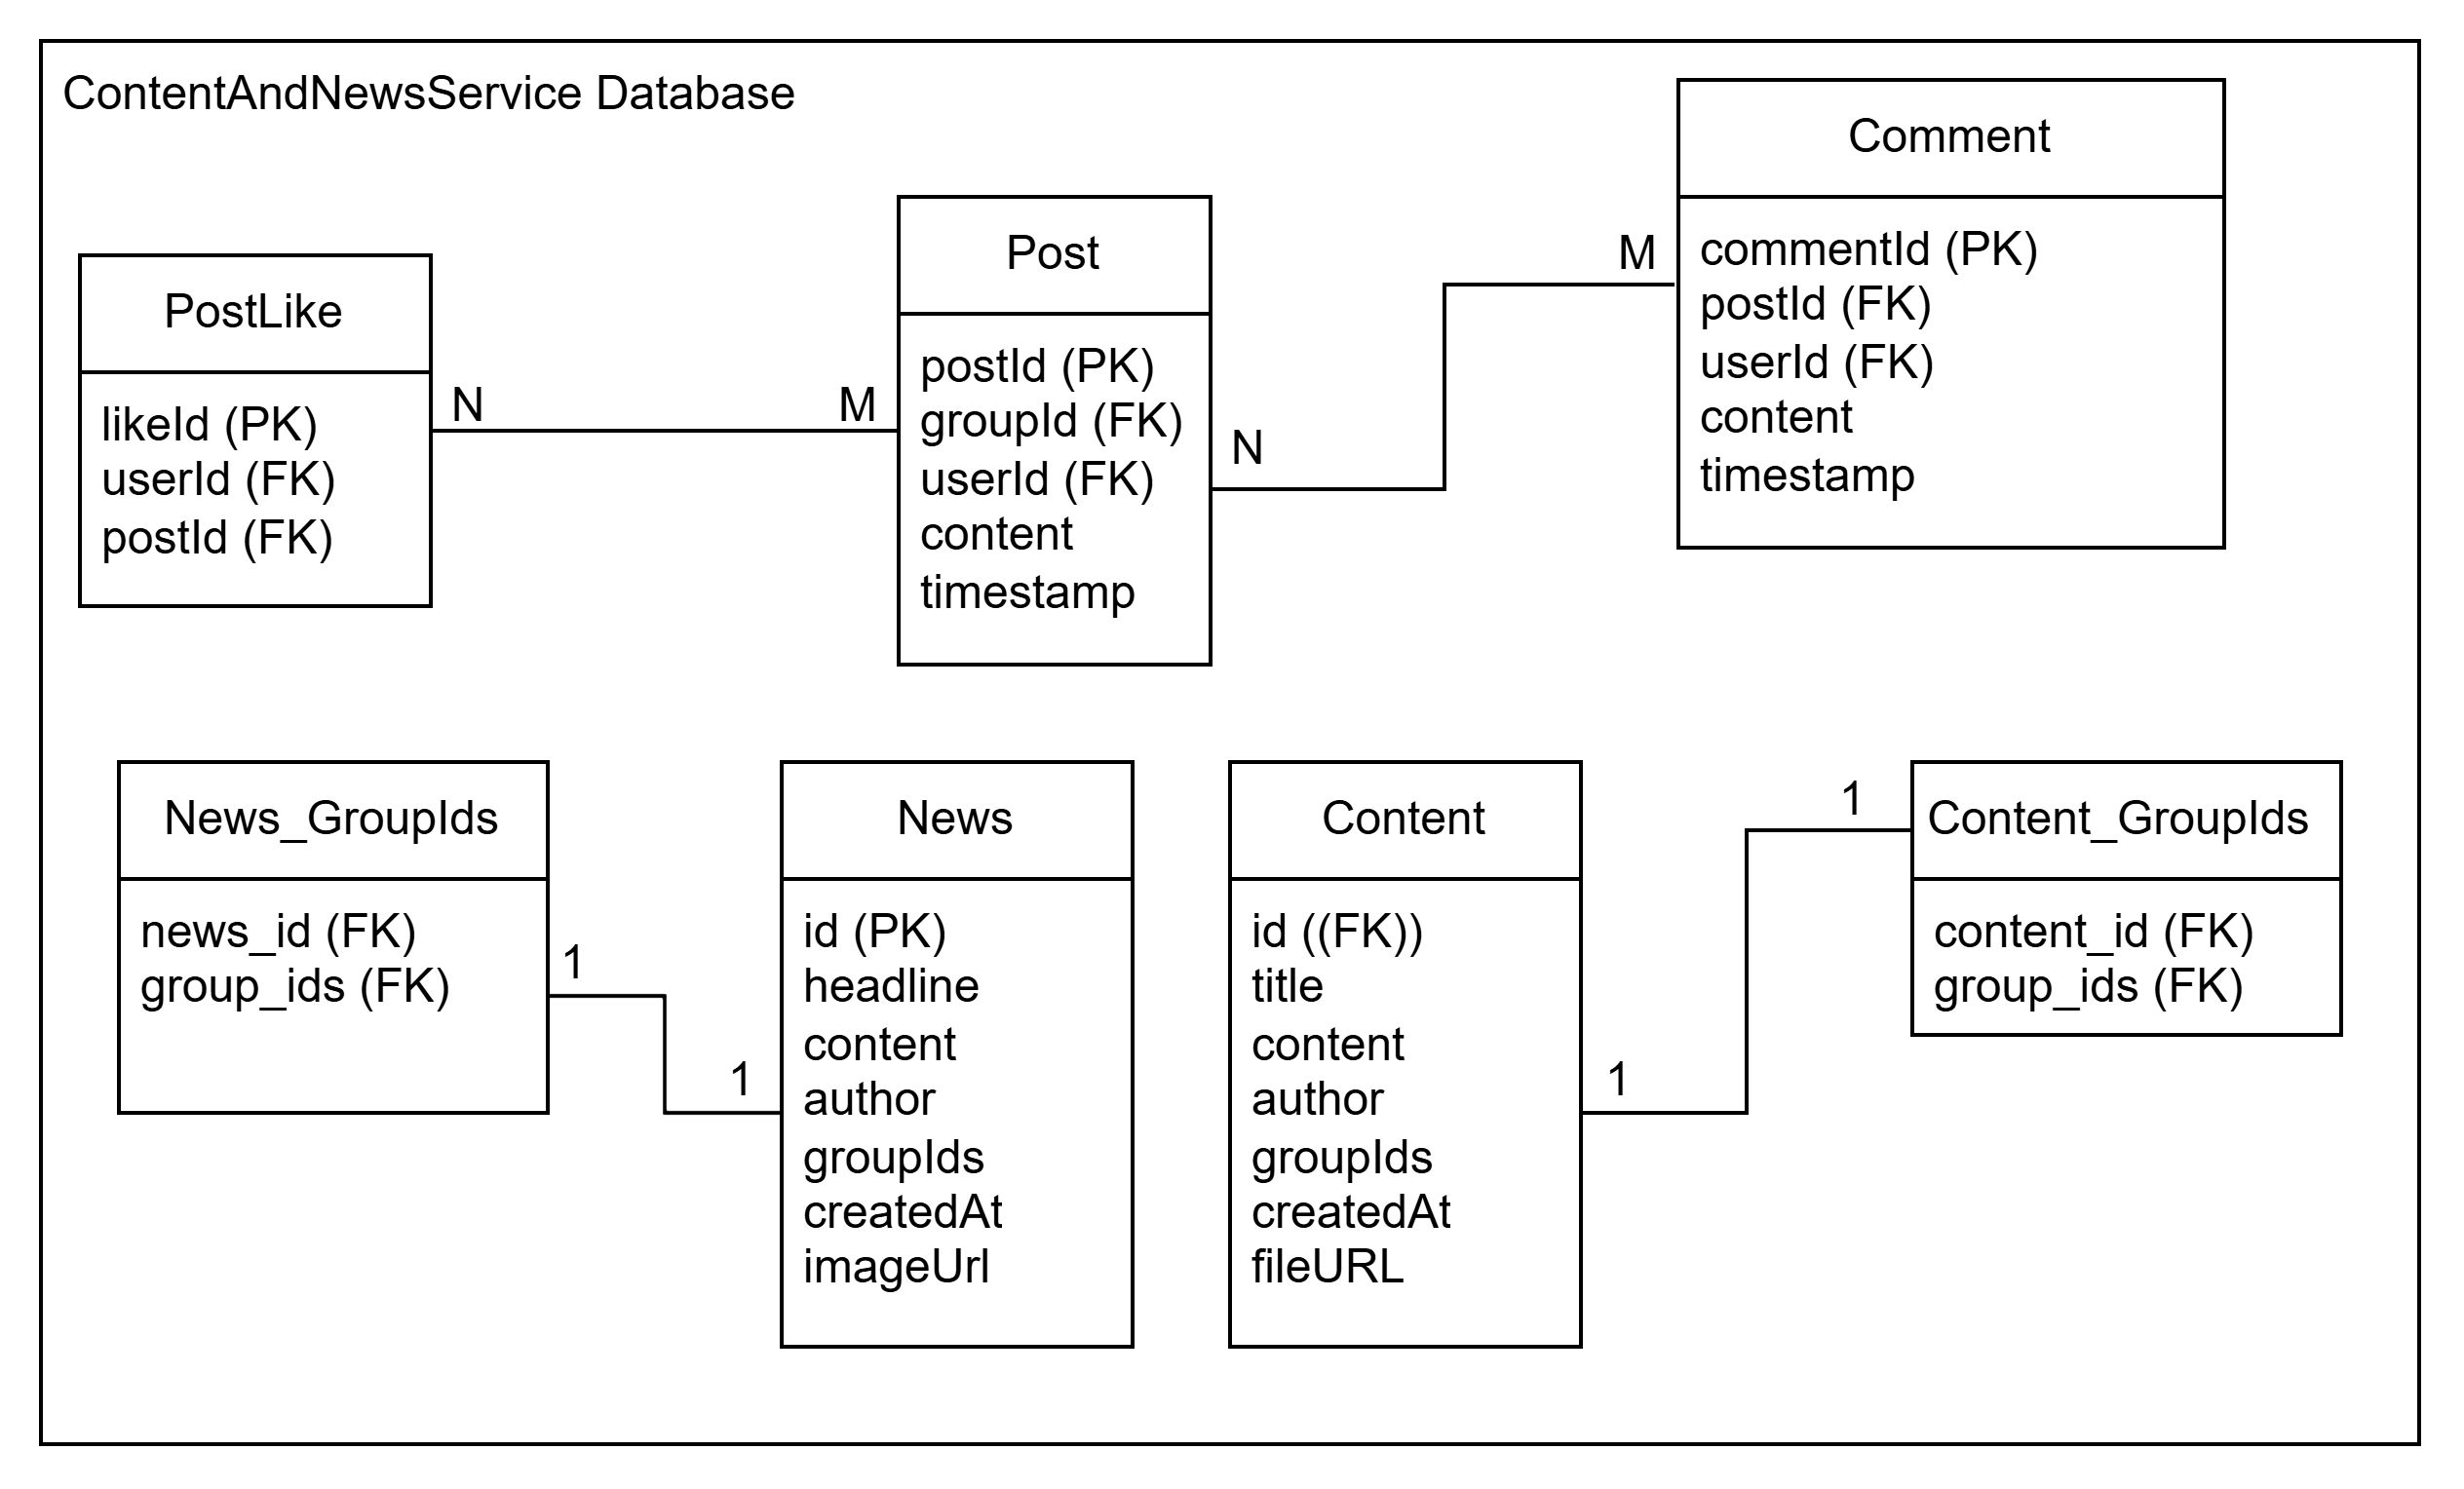 ContentAndNewsService Database
PostLike
likeId (PK)
userId (FK)
postId (FK)
N
M
Post
postId (PK)
groupId (FK)
userId (FK)
content
timestamp
N
M
Comment
commentId (PK)
postId (FK)
userId (FK)
content
timestamp
News_GroupIds
news_id (FK)
group_ids (FK)
1
1
News
id (PK)
headline
content
author
groupIds
createdAt
imageUrl
Content
id ((FK))
title
content
author
groupIds
createdAt
fileURL
1
1
Content_GroupIds
content_id (FK)
group_ids (FK)